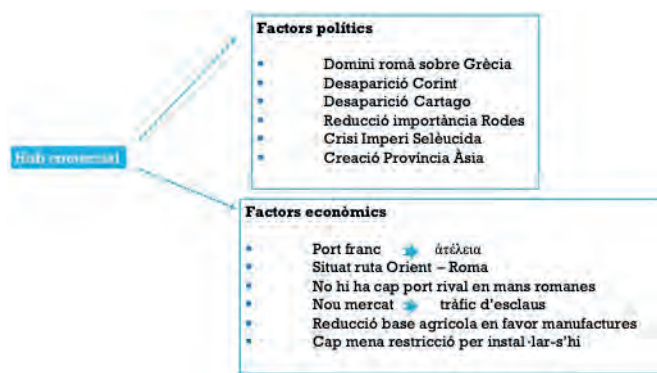 Factors polítics
Domini romà sobre Grècia
Desaparició Corint
Desaparició Cartago
Reducció importància Rodes
Crisi Imperi Selèucida
Creació Província Àsia
Hub comercial
Factors econòmics
Port franc ἀτέλεια
Situat ruta Orient – Roma
No hi ha cap port rival en mans romanes
Nou mercat tràfic d'esclaus
Reducció base agrícola en favor manufactures
Cap mena restricció per instal·lar-s'hi